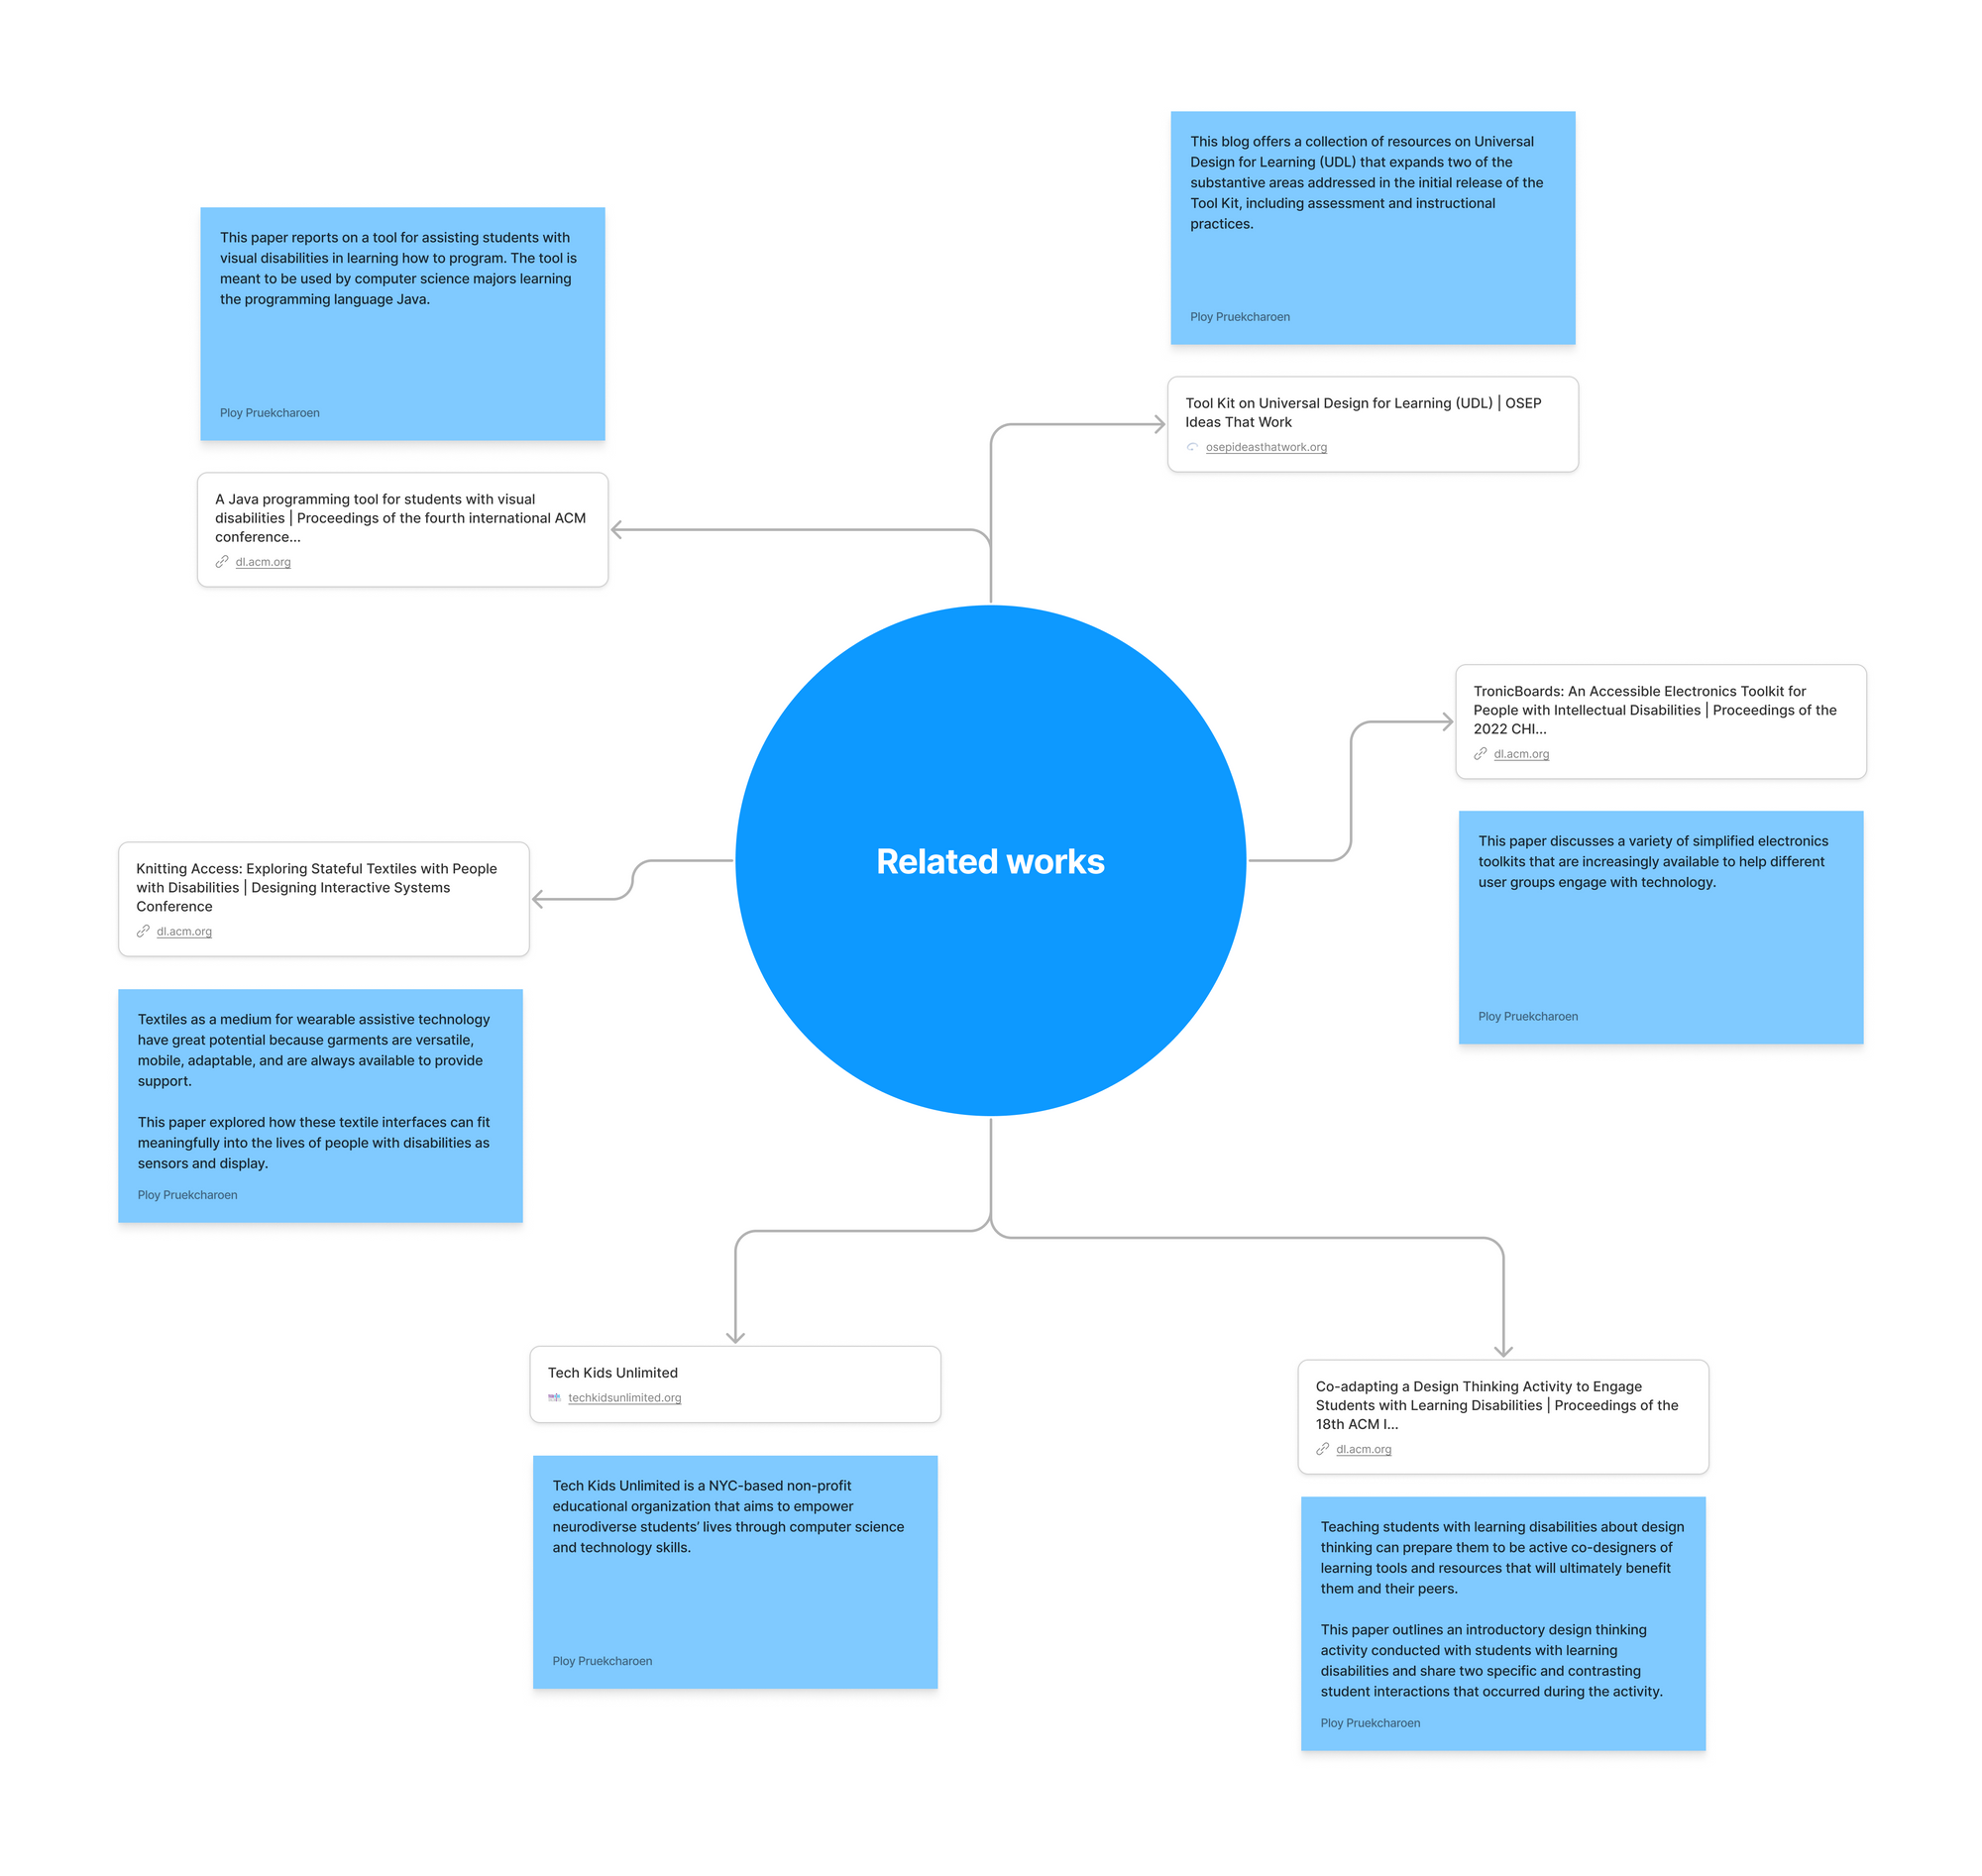 This blog offers a collection of resources on Universal
Design for Learning (UDL) that expands two of the
substantive areas addressed in the initial release of the
Tool Kit, including assessment and instructional
practices.
Ploy Pruekcharoen
Tool Kit on Universal Design for Learning (UDL) | OSEP
Ideas That Work
osepideasthatwork.org
This paper reports on a tool for assisting students with
visual disabilities in learning how to program. The tool is
meant to be used by computer science majors learning
the programming language Java.
Ploy Pruekcharoen
A Java programming tool for students with visual
disabilities | Proceedings of the fourth international ACM
conference...
dl.acm.org
Related works
TronicBoards: An Accessible Electronics Toolkit for
People with Intellectual Disabilities | Proceedings of the
2022 CHI...
dl.acm.org
This paper discusses a variety of simplified electronics
toolkits that are increasingly available to help different
user groups engage with technology.
Ploy Pruekcharoen
Knitting Access: Exploring Stateful Textiles with People
with Disabilities | Designing Interactive Systems
Conference
dl.acm.org
Textiles as a medium for wearable assistive technology
have great potential because garments are versatile,
mobile, adaptable, and are always available to provide
support.
This paper explored how these textile interfaces can fit
meaningfully into the lives of people with disabilities as
sensors and display.
Ploy Pruekcharoen
Tech Kids Unlimited
techkidsunlimited.org
Tech Kids Unlimited is a NYC-based non-profit
educational organization that aims to empower
neurodiverse students’ lives through computer science
and technology skills.
Ploy Pruekcharoen
Co-adapting a Design Thinking Activity to Engage
Students with Learning Disabilities | Proceedings of the
18th ACM I...
dl.acm.org
Teaching students with learning disabilities about design
thinking can prepare them to be active co-designers of
learning tools and resources that will ultimately benefit
them and their peers.
This paper outlines an introductory design thinking
activity conducted with students with learning
disabilities and share two specific and contrasting
student interactions that occurred during the activity.
Ploy Pruekcharoen